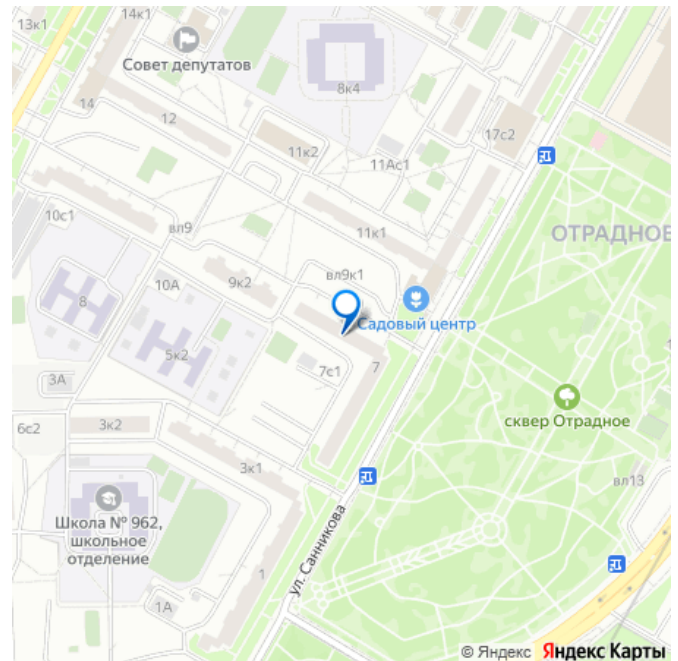 13к1
14к1
Совет депутатов
8к4
14
12
17с2
11к2
11Ас1
10с1
вл9
11к1
ОТРАДНОЕ
вл9к1
9к2
10А
8
Садовый центр
5к2
7
7с1
3А
сквер Отрадное
6с2
3к2
3к1
вл13
Школа № 962,
школьное
отделение
ул. Санникова
1
1А
© Яндекс Яндекс Карты